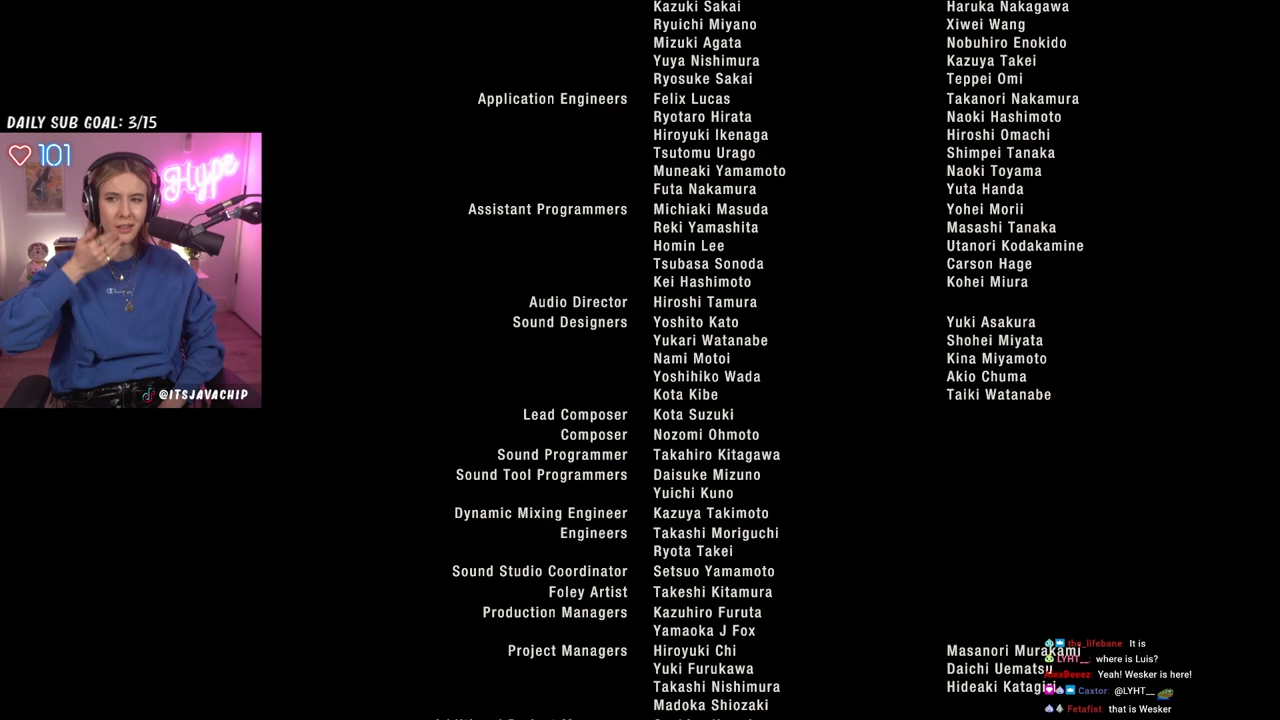 Kazuki Sakai Haruka Nakagawa
Ryuichi Miyano Xiwei Wang
Mizuki Agata Nobuhiro Enokido
Yuya Nishimura Kazuya Takei
Ryosuke Sakai Teppei Omi
Application Engineers Felix Lucas Takanori Nakamura
Ryotaro Hirata Naoki Hashimoto
Hiroyuki Ikenaga Hiroshi Omachi
Tsutomu Urago Shimpei Tanaka
Muneaki Yamamoto Naoki Toyama
Futa Nakamura Yuta Handa
Assistant Programmers Michiaki Masuda Yohei Morii
Reki Yamashita Masashi Tanaka
Homin Lee Utanori Kodakamine
Tsubasa Sonoda Carson Hage
Kei Hashimoto Kohei Miura
Audio Director Hiroshi Tamura
Sound Designers Yoshito Kato Yuki Asakura
Yukari Watanabe Shohei Miyata
Nami Motoi Kina Miyamoto
Yoshihiko Wada Akio Chuma
Kota Kibe Taiki Watanabe
Lead Composer Kota Suzuki
Composer Nozomi Ohmoto
Sound Programmer Takahiro Kitagawa
Sound Tool Programmers Daisuke Mizuno
Yuichi Kuno
Dynamic Mixing Engineer Kazuya Takimoto
Engineers Takashi Moriguchi
Ryota Takei
Sound Studio Coordinator Setsuo Yamamoto
Foley Artist Takeshi Kitamura
Production Managers Kazuhiro Furuta
Yamaoka J Fox
Project Managers Hiroyuki Chi Masanori Murakami
Yuki Furukawa Daichi Uematsu
Takashi Nishimura Hideaki Katagiri
Madoka Shiozaki
DAILY SUB GOAL: 3/15
101
Hype
Champion
@ITSJAVACHIP
the_lifebane: It is
LYHT__: where is Luis?
AlexBeeez: Yeah! Wesker is here!
Caxtor: @LYHT__
Fetafist: that is Wesker